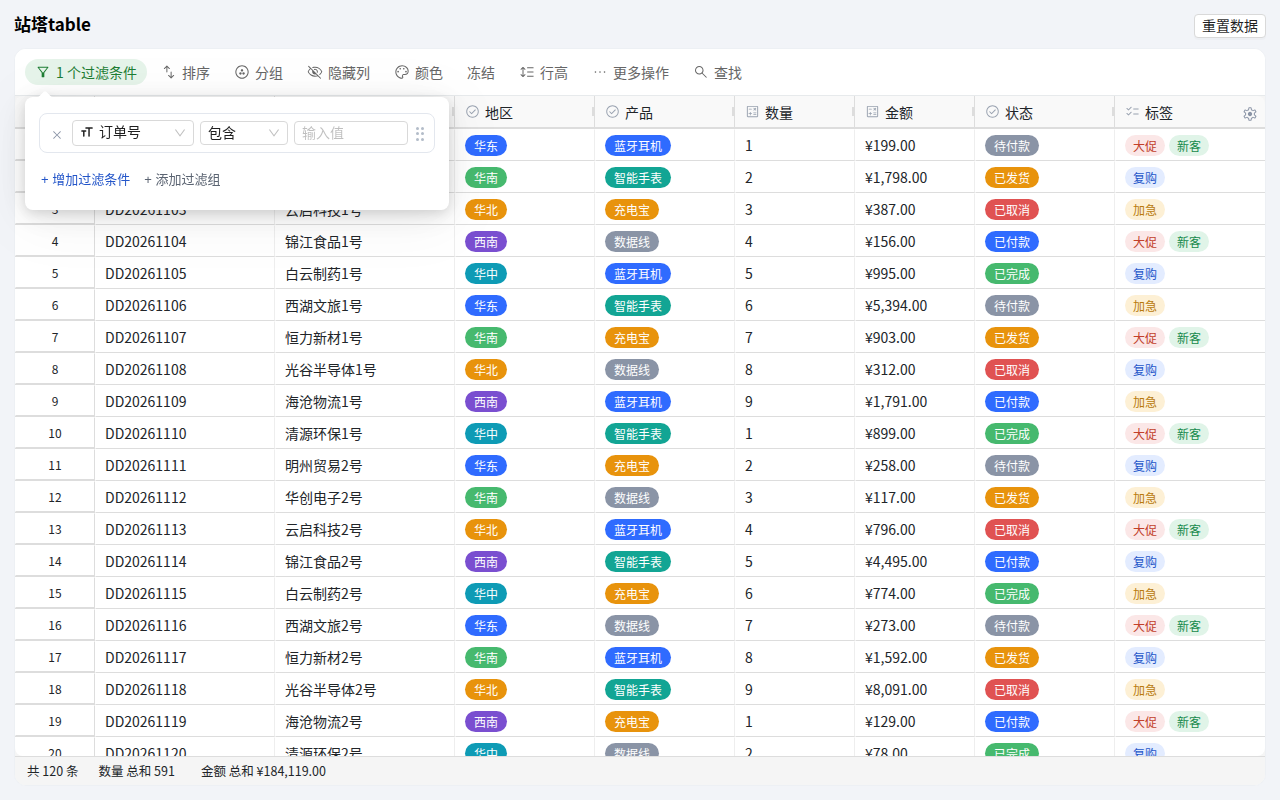 站塔table 重置数据
1 个过滤条件 排序 分组 隐藏列 颜色 冻结 行高 更多操作 查找
地区 产品 数量 金额 状态 标签
订单号 包含 输入值
+ 增加过滤条件 + 添加过滤组
华东 蓝牙耳机 1 ¥199.00 待付款 大促 新客
华南 智能手表 2 ¥1,798.00 已发货 复购
3 DD20261103 云启科技1号 华北 充电宝 3 ¥387.00 已取消 加急
4 DD20261104 锦江食品1号 西南 数据线 4 ¥156.00 已付款 大促 新客
5 DD20261105 白云制药1号 华中 蓝牙耳机 5 ¥995.00 已完成 复购
6 DD20261106 西湖文旅1号 华东 智能手表 6 ¥5,394.00 待付款 加急
7 DD20261107 恒力新材1号 华南 充电宝 7 ¥903.00 已发货 大促 新客
8 DD20261108 光谷半导体1号 华北 数据线 8 ¥312.00 已取消 复购
9 DD20261109 海沧物流1号 西南 蓝牙耳机 9 ¥1,791.00 已付款 加急
10 DD20261110 清源环保1号 华中 智能手表 1 ¥899.00 已完成 大促 新客
11 DD20261111 明州贸易2号 华东 充电宝 2 ¥258.00 待付款 复购
12 DD20261112 华创电子2号 华南 数据线 3 ¥117.00 已发货 加急
13 DD20261113 云启科技2号 华北 蓝牙耳机 4 ¥796.00 已取消 大促 新客
14 DD20261114 锦江食品2号 西南 智能手表 5 ¥4,495.00 已付款 复购
15 DD20261115 白云制药2号 华中 充电宝 6 ¥774.00 已完成 加急
16 DD20261116 西湖文旅2号 华东 数据线 7 ¥273.00 待付款 大促 新客
17 DD20261117 恒力新材2号 华南 蓝牙耳机 8 ¥1,592.00 已发货 复购
18 DD20261118 光谷半导体2号 华北 智能手表 9 ¥8,091.00 已取消 加急
19 DD20261119 海沧物流2号 西南 充电宝 1 ¥129.00 已付款 大促 新客
20 DD20261120 清源环保2号 华中 数据线 2 ¥78.00 已完成 复购
共 120 条 数量 总和 591 金额 总和 ¥184,119.00